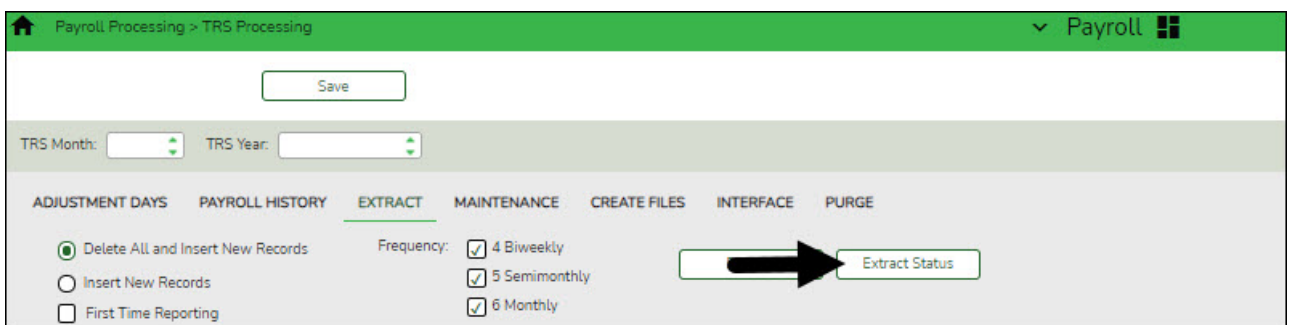 Payroll Processing > TRS Processing
Payroll
Save
TRS Month:
TRS Year:
ADJUSTMENT DAYS PAYROLL HISTORY EXTRACT MAINTENANCE CREATE FILES INTERFACE PURGE
Delete All and Insert New Records
Insert New Records
First Time Reporting
Frequency:
4 Biweekly
5 Semimonthly
6 Monthly
Extract Status